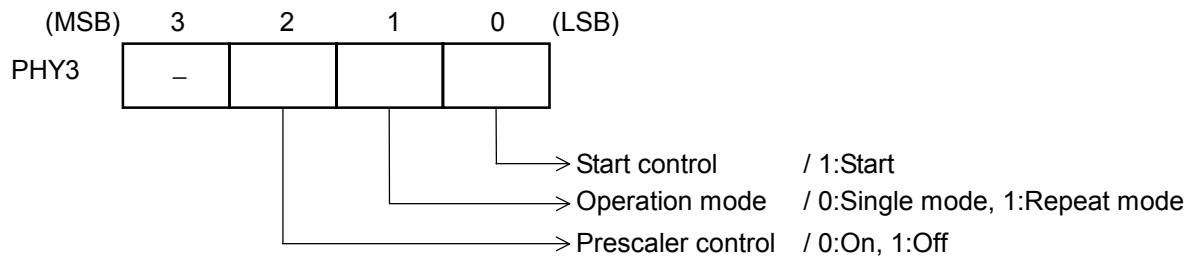 (MSB) 3 2 1 0 (LSB)
PHY3 –
Start control / 1:Start
Operation mode / 0:Single mode, 1:Repeat mode
Prescaler control / 0:On, 1:Off